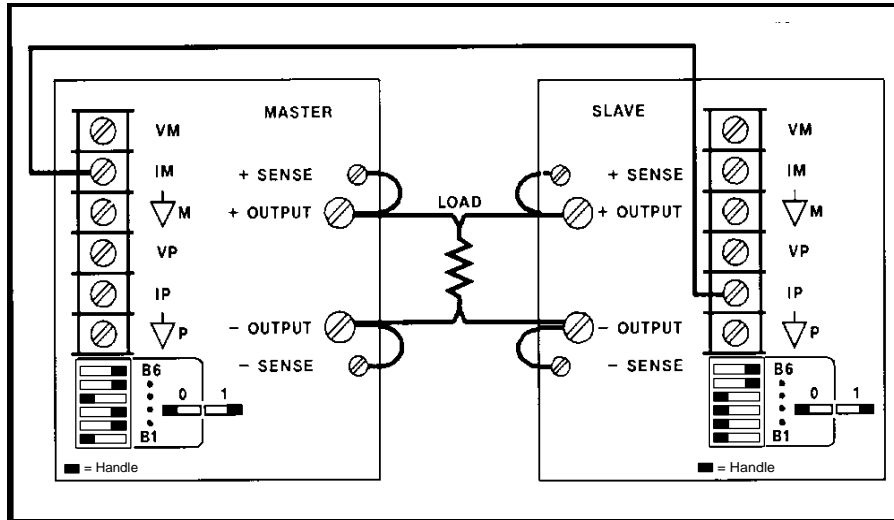 MASTER
VM
IM
M
VP
IP
P
+ SENSE
+ OUTPUT
- OUTPUT
- SENSE
B6
0 1
B1
= Handle
LOAD
SLAVE
+ SENSE
+ OUTPUT
- OUTPUT
- SENSE
VM
IM
M
VP
IP
P
B6
0 1
B1
= Handle